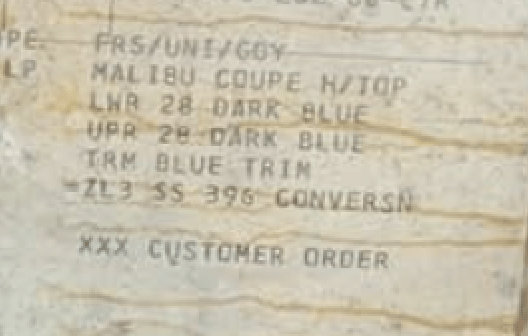 PE FRS/UNI/GOY
LP MALIBU COUPE H/TOP
LWR 28 DARK BLUE
UPR 28 DARK BLUE
TRM BLUE TRIM
=ZL3 SS 396 CONVERSN
XXX CUSTOMER ORDER